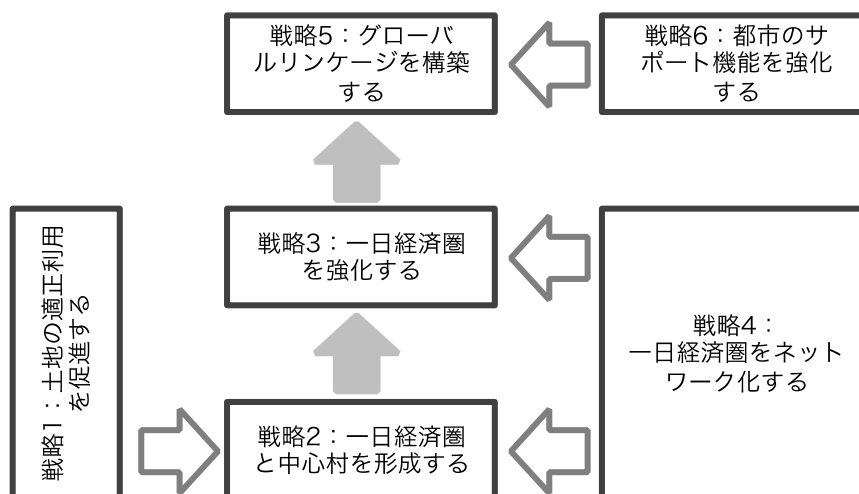 戦略5：グローバ
ルリンケージを構築
する
戦略6：都市のサ
ポート機能を強化
する
戦略1：土地の適正利用
を促進する
戦略3：一日経済圏
を強化する
戦略4：
一日経済圏をネット
ワーク化する
戦略2：一日経済圏
と中心村を形成する